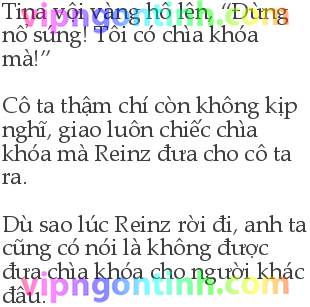 Tina vội vàng hô lên, “Đừng
nổ súng! Tôi có chìa khóa
mà!”
Cô ta thậm chí còn không kịp
nghĩ, giao luôn chiếc chìa
khóa mà Reinz đưa cho cô ta
ra.
Dù sao lúc Reinz rời đi, anh ta
cũng có nói là không được
đưa chìa khóa cho người khác
đâu.
vipngontinh.com
vipngontinh.com